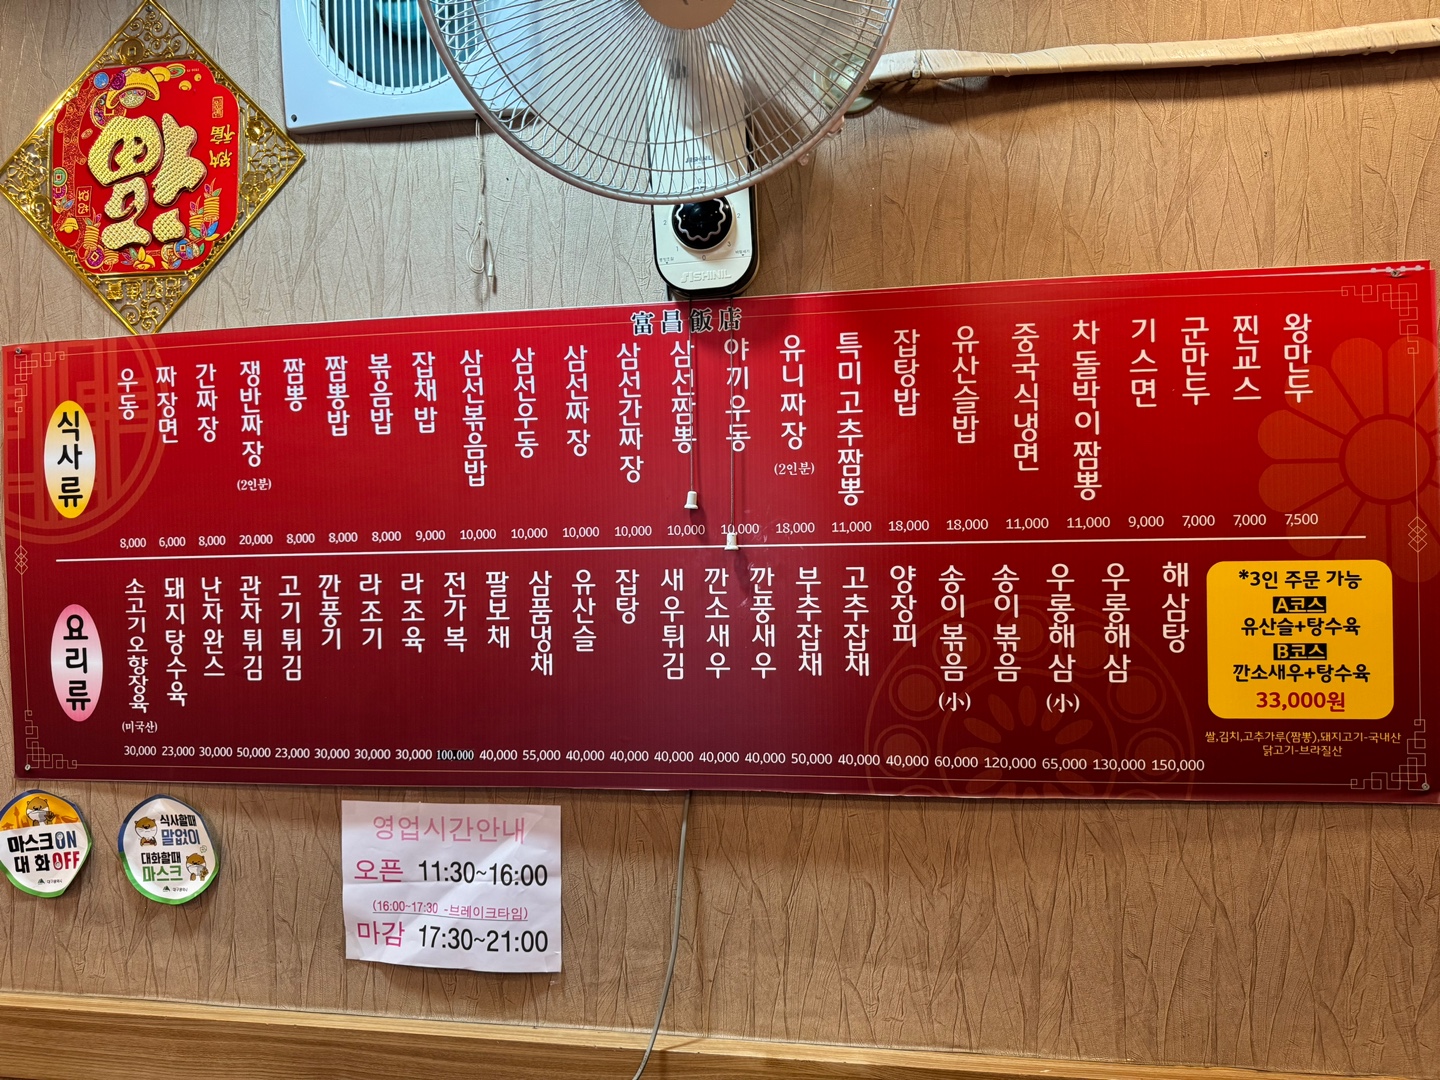 富昌飯店
식사류
우동 8,000
짜장면 6,000
간짜장 8,000
쟁반짜장 (2인분) 20,000
짬뽕 8,000
짬뽕밥 8,000
볶음밥 8,000
잡채밥 9,000
삼선볶음밥 10,000
삼선우동 10,000
삼선짜장 10,000
삼선간짜장 10,000
삼선짬뽕 10,000
야끼우동 10,000
유니짜장 (2인분) 18,000
특미고추짬뽕 11,000
잡탕밥 18,000
유산슬밥 18,000
중국식냉면 11,000
차돌박이짬뽕 11,000
기스면 9,000
군만두 7,000
찐교스 7,000
왕만두 7,500
요리류
소고기오향장육 (미국산) 30,000
돼지탕수육 23,000
난자완스 30,000
관자튀김 50,000
고기튀김 23,000
깐풍기 30,000
라조기 30,000
라조육 30,000
전가복 100,000
팔보채 40,000
삼품냉채 55,000
유산슬 40,000
잡탕 40,000
새우튀김 40,000
깐소새우 40,000
깐풍새우 40,000
부추잡채 50,000
고추잡채 40,000
양장피 40,000
송이볶음 (小) 60,000
송이볶음 120,000
우롱해삼 (小) 65,000
우롱해삼 130,000
해삼탕 150,000
*3인 주문 가능
A코스
유산슬+탕수육
B코스
깐소새우+탕수육
33,000원
쌀,김치,고추가루(짬뽕),돼지고기-국내산
닭고기-브라질산
마스크ON
대화OFF
식사할때
말없이
대화할때
마스크
영업시간안내
오픈 11:30~16:00
(16:00~17:30 -브레이크타임)
마감 17:30~21:00
SHINIL
福